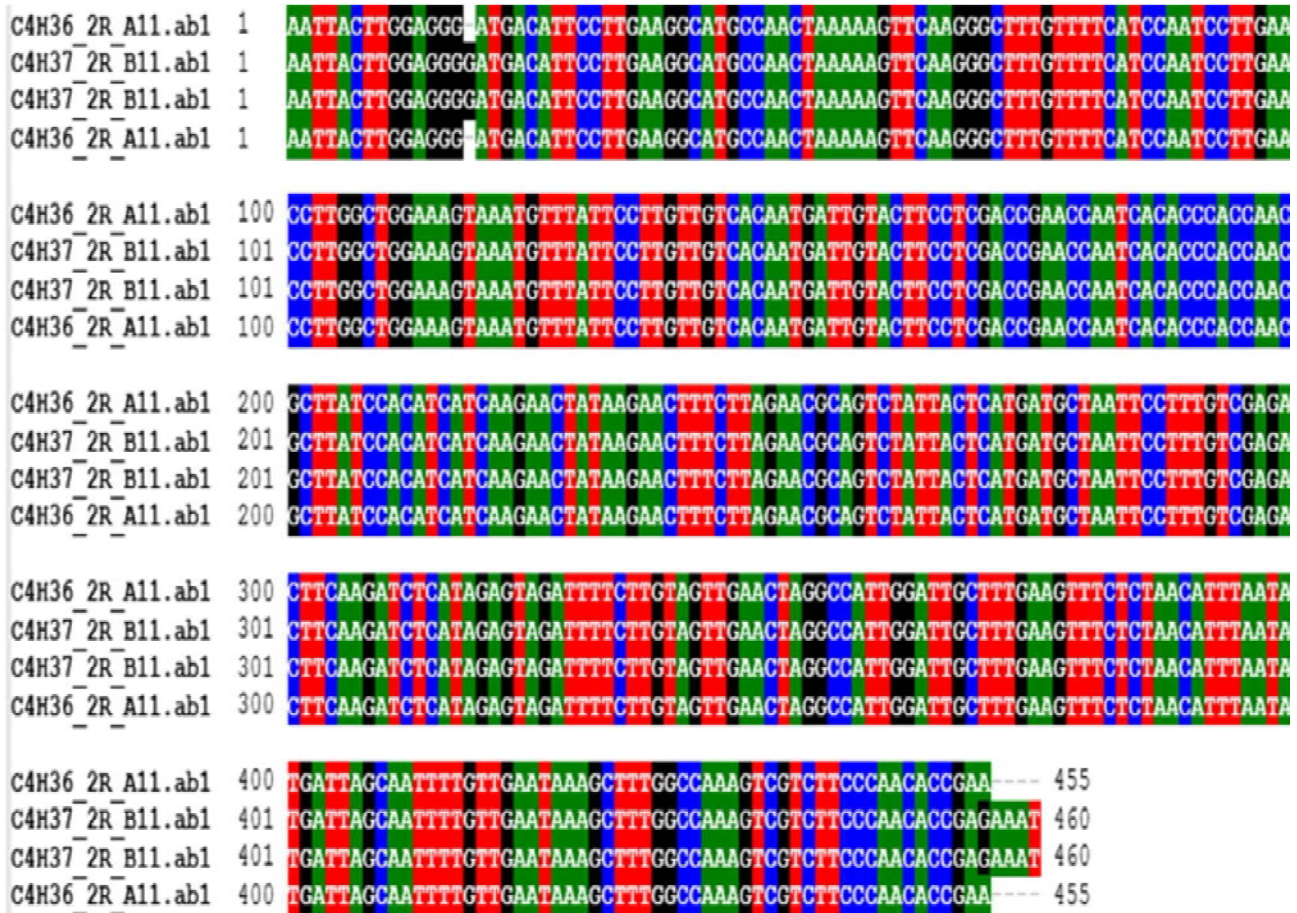 C4H36_2R_A11.ab1 1 AATTACTTGGAGGG-ATGACATTCCTTGAAGGCATGCCAACTAAAAAGTTCAAGGGCTTTGTTTTCATCCAATCCTTGAA
C4H37_2R_B11.ab1 1 AATTACTTGGAGGGGATGACATTCCTTGAAGGCATGCCAACTAAAAAGTTCAAGGGCTTTGTTTTCATCCAATCCTTGAA
C4H37_2R_B11.ab1 1 AATTACTTGGAGGGGATGACATTCCTTGAAGGCATGCCAACTAAAAAGTTCAAGGGCTTTGTTTTCATCCAATCCTTGAA
C4H36_2R_A11.ab1 1 AATTACTTGGAGGG-ATGACATTCCTTGAAGGCATGCCAACTAAAAAGTTCAAGGGCTTTGTTTTCATCCAATCCTTGAA
C4H36_2R_A11.ab1 100 CCTTGGCTGGAAAGTAAATGTTTATTCCTTGTTGTCACAATGATTGTACTTCCTCGACCGAACCAATCACACCCACCAAC
C4H37_2R_B11.ab1 101 CCTTGGCTGGAAAGTAAATGTTTATTCCTTGTTGTCACAATGATTGTACTTCCTCGACCGAACCAATCACACCCACCAAC
C4H37_2R_B11.ab1 101 CCTTGGCTGGAAAGTAAATGTTTATTCCTTGTTGTCACAATGATTGTACTTCCTCGACCGAACCAATCACACCCACCAAC
C4H36_2R_A11.ab1 100 CCTTGGCTGGAAAGTAAATGTTTATTCCTTGTTGTCACAATGATTGTACTTCCTCGACCGAACCAATCACACCCACCAAC
C4H36_2R_A11.ab1 200 GCTTATCCACATCATCAAGAACTATAAGAACTTTCTTAGAACGCAGTCTATTACTCATGATGCTAATTCCTTTGTCGAGA
C4H37_2R_B11.ab1 201 GCTTATCCACATCATCAAGAACTATAAGAACTTTCTTAGAACGCAGTCTATTACTCATGATGCTAATTCCTTTGTCGAGA
C4H37_2R_B11.ab1 201 GCTTATCCACATCATCAAGAACTATAAGAACTTTCTTAGAACGCAGTCTATTACTCATGATGCTAATTCCTTTGTCGAGA
C4H36_2R_A11.ab1 200 GCTTATCCACATCATCAAGAACTATAAGAACTTTCTTAGAACGCAGTCTATTACTCATGATGCTAATTCCTTTGTCGAGA
C4H36_2R_A11.ab1 300 CTTCAAGATCTCATAGAGTAGATTTTCTTGTAGTTGAACTAGGCCATTGGATTGCTTTGAAGTTTCTCTAACATTTAATA
C4H37_2R_B11.ab1 301 CTTCAAGATCTCATAGAGTAGATTTTCTTGTAGTTGAACTAGGCCATTGGATTGCTTTGAAGTTTCTCTAACATTTAATA
C4H37_2R_B11.ab1 301 CTTCAAGATCTCATAGAGTAGATTTTCTTGTAGTTGAACTAGGCCATTGGATTGCTTTGAAGTTTCTCTAACATTTAATA
C4H36_2R_A11.ab1 300 CTTCAAGATCTCATAGAGTAGATTTTCTTGTAGTTGAACTAGGCCATTGGATTGCTTTGAAGTTTCTCTAACATTTAATA
C4H36_2R_A11.ab1 400 TGATTAGCAATTTTGTTGAATAAAGCTTTGGCCAAAGTCGTCTTCCCAACACCGAA---- 455
C4H37_2R_B11.ab1 401 TGATTAGCAATTTTGTTGAATAAAGCTTTGGCCAAAGTCGTCTTCCCAACACCGAGAAAT 460
C4H37_2R_B11.ab1 401 TGATTAGCAATTTTGTTGAATAAAGCTTTGGCCAAAGTCGTCTTCCCAACACCGAGAAAT 460
C4H36_2R_A11.ab1 400 TGATTAGCAATTTTGTTGAATAAAGCTTTGGCCAAAGTCGTCTTCCCAACACCGAA---- 455